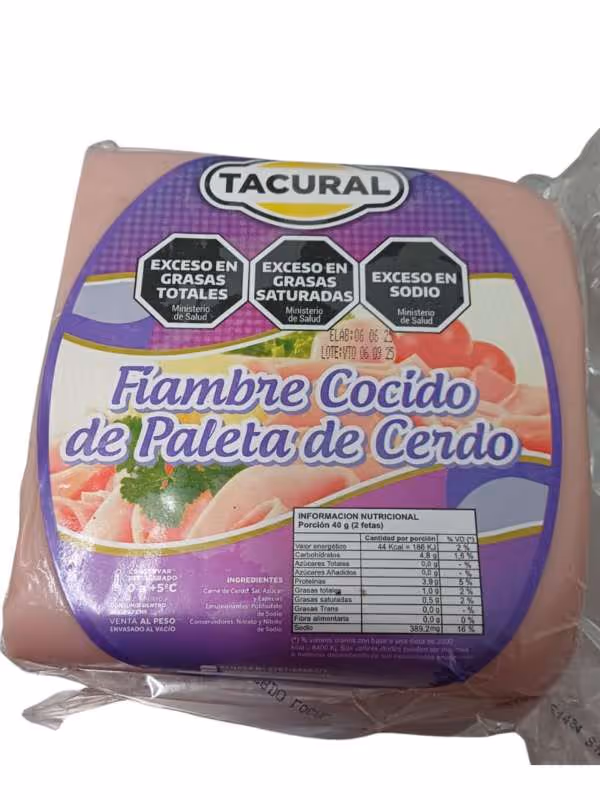 TACURAL
EXCESO EN
GRASAS
TOTALES
Ministerio
de Salud
EXCESO EN
GRASAS
SATURADAS
Ministerio
de Salud
EXCESO EN
SODIO
Ministerio
de Salud
ELAB:06 06 25
LOTE:VTO 06 09 25
Fiambre Cocido
de Paleta de Cerdo
CONSERVAR
REFRIGERADO
0 a +5°C
VENTA AL PESO
ENVASADO AL VACÍO
INGREDIENTES
Carne de Cerdo, Sal, Azúcar
y Especias
de Sodio
Conservadores: Nitrato y Nitrito
de Sodio
INFORMACION NUTRICIONAL
Porción 40 g (2 fetas)
Cantidad por porción % VD (*)
Valor energético 44 Kcal = 186 KJ 2 %
Carbohidratos 4,8 g 1,6 %
Azúcares Totales 0,0 g - %
Azúcares Añadidos 0,0 g - %
Proteínas 3,9 g 5 %
Grasas totales 1,0 g 2 %
Grasas saturadas 0,5 g 2 %
Grasas Trans 0,0 g - %
Fibra alimentaria 0,0 g 0 %
Sodio 389,2mg 16 %